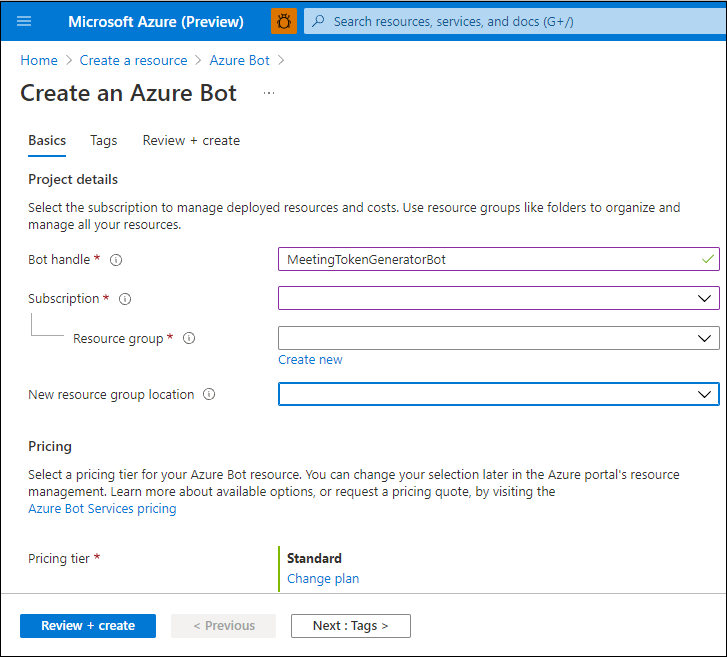 Microsoft Azure (Preview)
Search resources, services, and docs (G+/)
Home > Create a resource > Azure Bot >
Create an Azure Bot ...
Basics Tags Review + create
Project details
Select the subscription to manage deployed resources and costs. Use resource groups like folders to organize and
manage all your resources.
Bot handle * MeetingTokenGeneratorBot
Subscription *
Resource group *
Create new
New resource group location
Pricing
Select a pricing tier for your Azure Bot resource. You can change your selection later in the Azure portal's resource
management. Learn more about available options, or request a pricing quote, by visiting the
Azure Bot Services pricing
Pricing tier * Standard
Change plan
Review + create < Previous Next : Tags >